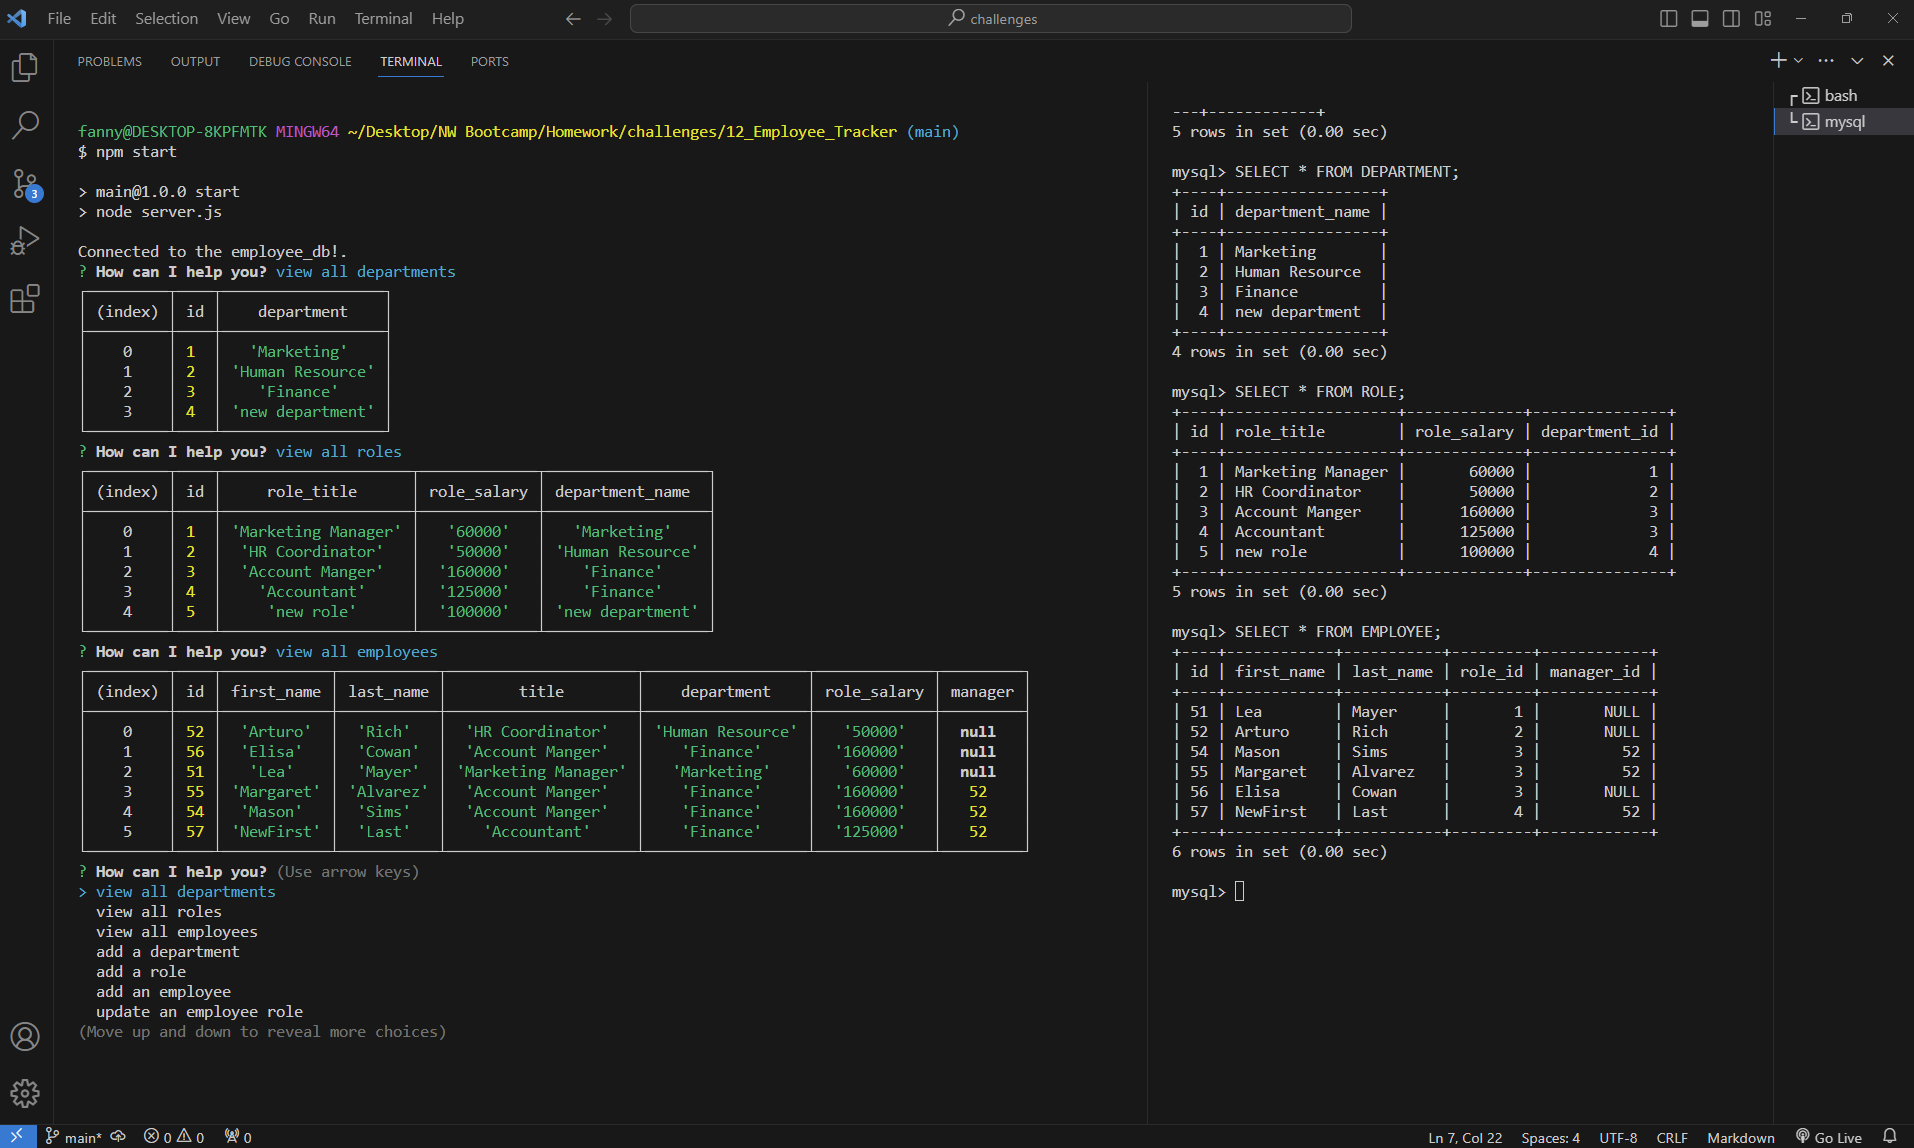 File Edit Selection View Go Run Terminal Help
challenges
PROBLEMS OUTPUT DEBUG CONSOLE TERMINAL PORTS
fanny@DESKTOP-8KPFMTK MINGW64 ~/Desktop/NW Bootcamp/Homework/challenges/12_Employee_Tracker (main)
$ npm start
> main@1.0.0 start
> node server.js
Connected to the employee_db!.
? How can I help you? view all departments
(index) id department
0 1 'Marketing'
1 2 'Human Resource'
2 3 'Finance'
3 4 'new department'
? How can I help you? view all roles
(index) id role_title role_salary department_name
0 1 'Marketing Manager' '60000' 'Marketing'
1 2 'HR Coordinator' '50000' 'Human Resource'
2 3 'Account Manger' '160000' 'Finance'
3 4 'Accountant' '125000' 'Finance'
4 5 'new role' '100000' 'new department'
? How can I help you? view all employees
(index) id first_name last_name title department role_salary manager
0 52 'Arturo' 'Rich' 'HR Coordinator' 'Human Resource' '50000' null
1 56 'Elisa' 'Cowan' 'Account Manger' 'Finance' '160000' null
2 51 'Lea' 'Mayer' 'Marketing Manager' 'Marketing' '60000' null
3 55 'Margaret' 'Alvarez' 'Account Manger' 'Finance' '160000' 52
4 54 'Mason' 'Sims' 'Account Manger' 'Finance' '160000' 52
5 57 'NewFirst' 'Last' 'Accountant' 'Finance' '125000' 52
? How can I help you? (Use arrow keys)
> view all departments
view all roles
view all employees
add a department
add a role
add an employee
update an employee role
(Move up and down to reveal more choices)
---+------------+
5 rows in set (0.00 sec)
mysql> SELECT * FROM DEPARTMENT;
+----+-----------------+
| id | department_name |
+----+-----------------+
| 1 | Marketing |
| 2 | Human Resource |
| 3 | Finance |
| 4 | new department |
+----+-----------------+
4 rows in set (0.00 sec)
mysql> SELECT * FROM ROLE;
+----+-------------------+-------------+---------------+
| id | role_title | role_salary | department_id |
+----+-------------------+-------------+---------------+
| 1 | Marketing Manager | 60000 | 1 |
| 2 | HR Coordinator | 50000 | 2 |
| 3 | Account Manger | 160000 | 3 |
| 4 | Accountant | 125000 | 3 |
| 5 | new role | 100000 | 4 |
+----+-------------------+-------------+---------------+
5 rows in set (0.00 sec)
mysql> SELECT * FROM EMPLOYEE;
+----+------------+-----------+---------+------------+
| id | first_name | last_name | role_id | manager_id |
+----+------------+-----------+---------+------------+
| 51 | Lea | Mayer | 1 | NULL |
| 52 | Arturo | Rich | 2 | NULL |
| 54 | Mason | Sims | 3 | 52 |
| 55 | Margaret | Alvarez | 3 | 52 |
| 56 | Elisa | Cowan | 3 | NULL |
| 57 | NewFirst | Last | 4 | 52 |
+----+------------+-----------+---------+------------+
6 rows in set (0.00 sec)
mysql>
bash
mysql
3
main* 0 0 0 Ln 7, Col 22 Spaces: 4 UTF-8 CRLF Markdown Go Live